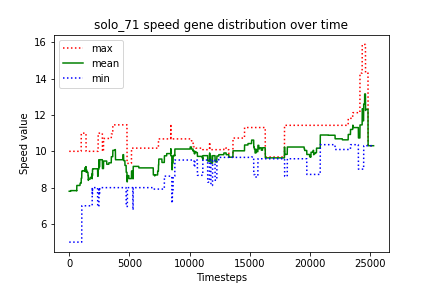 solo_71 speed gene distribution over time
max
mean
min
Speed value
16
14
12
10
8
6
0
5000
10000
15000
20000
25000
Timesteps